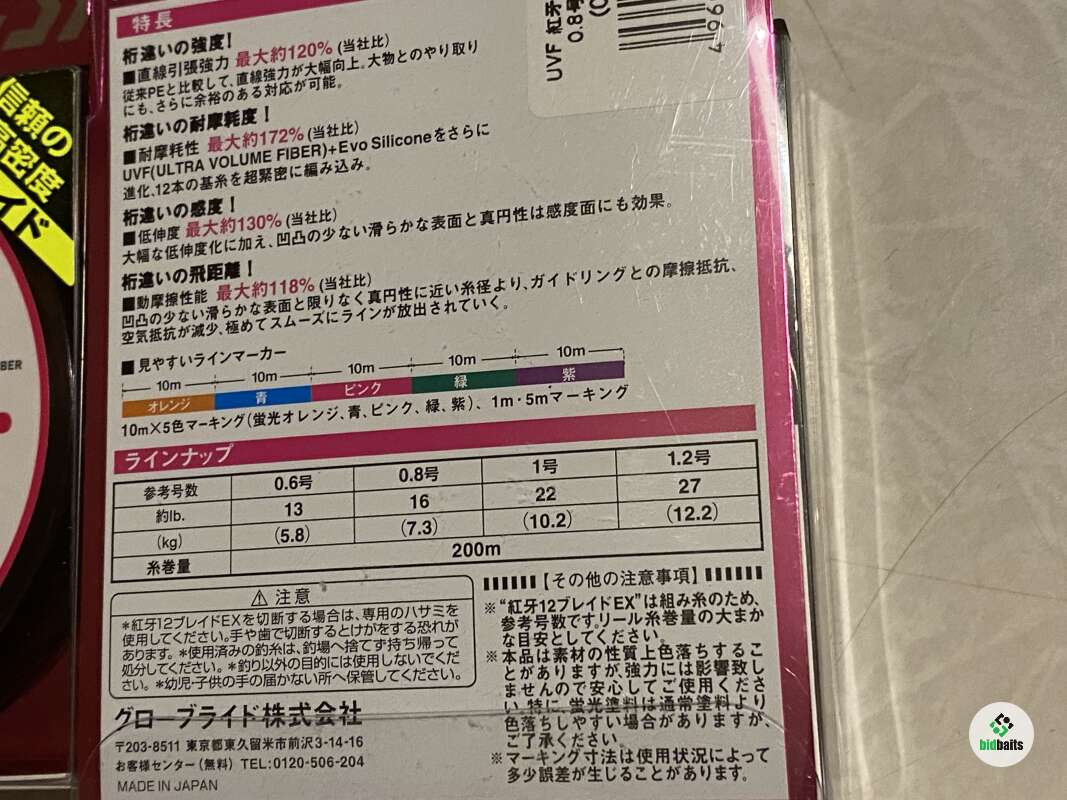 特長
桁違いの強度！
■直線引張強力 最大約120%(当社比)
従来PEと比較して、直線強力が大幅向上。大物とのやり取り
にも、さらに余裕のある対応が可能。
桁違いの耐摩耗度！
■耐摩耗性 最大約172%(当社比)
UVF(ULTRA VOLUME FIBER)+Evo Siliconeをさらに
進化、12本の基糸を超緊密に編み込み。
桁違いの感度！
■低伸度 最大約130%(当社比)
大幅な低伸度化に加え、凹凸の少ない滑らかな表面と真円性は感度面にも効果。
桁違いの飛距離！
■動摩擦性能 最大約118%(当社比)
凹凸の少ない滑らかな表面と限りなく真円性に近い糸径より、ガイドリングとの摩擦抵抗、
空気抵抗が減少、極めてスムーズにラインが放出されていく。
■見やすいラインマーカー
10m 10m 10m 10m 10m
オレンジ 青 ピンク 緑 紫
10m×5色マーキング(蛍光オレンジ、青、ピンク、緑、紫)、1m・5mマーキング
ラインナップ
参考号数 0.6号 0.8号 1号 1.2号
約lb. 13 16 22 27
(kg) (5.8) (7.3) (10.2) (12.2)
糸巻量 200m
⚠ 注意
*紅牙12ブレイドEXを切断する場合は、専用のハサミを
使用してください。手や歯で切断するとけがをする恐れが
あります。*使用済みの釣糸は、釣場へ捨てず持ち帰って
処分してください。*釣り以外の目的には使用しないでくだ
さい。*幼児・子供の手の届かない所へ保管してください。
グローブライド株式会社
〒203-8511 東京都東久留米市前沢3-14-16
お客様センター(無料) TEL:0120-506-204
MADE IN JAPAN
【その他の注意事項】
※"紅牙12ブレイドEX"は組み糸のため、
参考号数です。リール糸巻量の大まか
な目安としてください。
※本品は素材の性質上色落ちするこ
とがありますが、強力には影響致し
ませんので安心してご使用くださ
い。特に、蛍光塗料は通常塗料より
色落ちしやすい場合がありますが、
ご了承ください。
※マーキング寸法は使用状況によって
多少誤差が生じることがあります。
UVF 紅牙
0.8号
496
信頼の
高密度
イド
BER
bidbaits